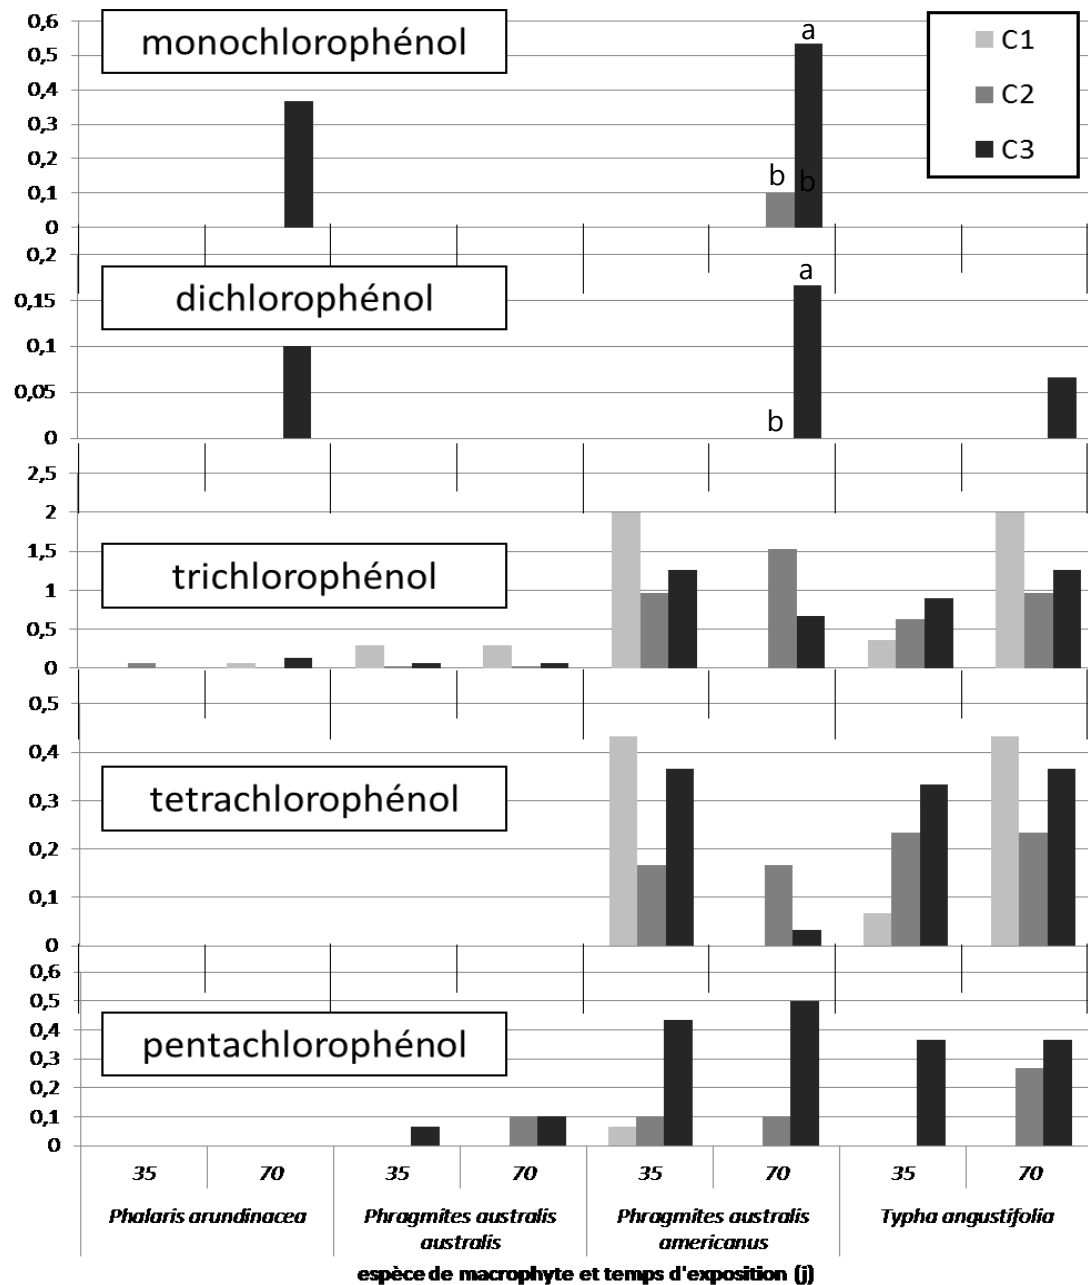 0,6
monochlorophénol
a
C1
0,5
0,4
C2
0,3
C3
0,2
b b
0,1
0
0,2
dichlorophénol
a
0,15
0,1
0,05
b
0
2,5
2
1,5
trichlorophénol
1
0,5
0
0,5
0,4
tetrachlorophénol
0,3
0,2
0,1
0
0,6
0,5
pentachlorophénol
0,4
0,3
0,2
0,1
0
35 70 35 70 35 70 35 70
Phalaris arundinacea Phragmites australis Phragmites australis Typha angustifolia
australis americanus
espèce de macrophyte et temps d'exposition (j)